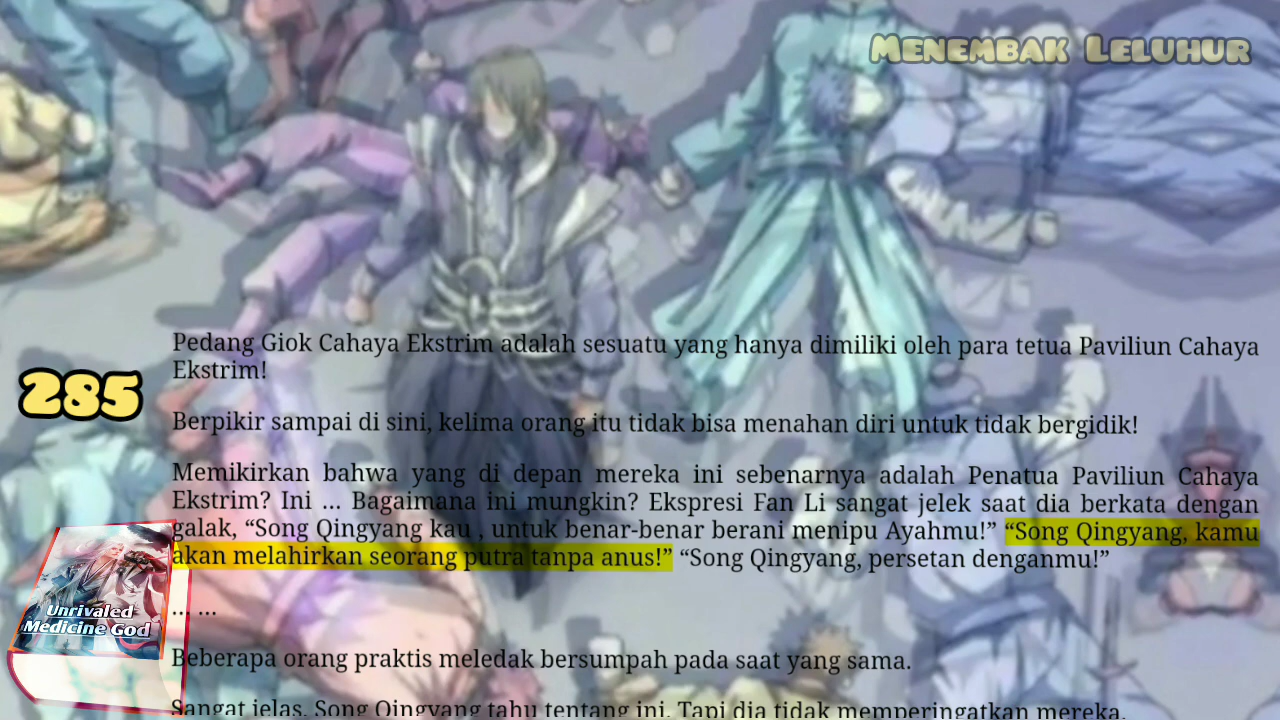 Menembak Leluhur
Pedang Giok Cahaya Ekstrim adalah sesuatu yang hanya dimiliki oleh para tetua Paviliun Cahaya
Ekstrim!
285
Berpikir sampai di sini, kelima orang itu tidak bisa menahan diri untuk tidak bergidik!
Memikirkan bahwa yang di depan mereka ini sebenarnya adalah Penatua Paviliun Cahaya
Ekstrim? Ini ... Bagaimana ini mungkin? Ekspresi Fan Li sangat jelek saat dia berkata dengan
galak, “Song Qingyang kau , untuk benar-benar berani menipu Ayahmu!” “Song Qingyang, kamu
akan melahirkan seorang putra tanpa anus!” “Song Qingyang, persetan denganmu!”
... ...
Unrivaled
Medicine God
Beberapa orang praktis meledak bersumpah pada saat yang sama.
Sangat jelas, Song Qingyang tahu tentang ini. Tapi dia tidak memperingatkan mereka.